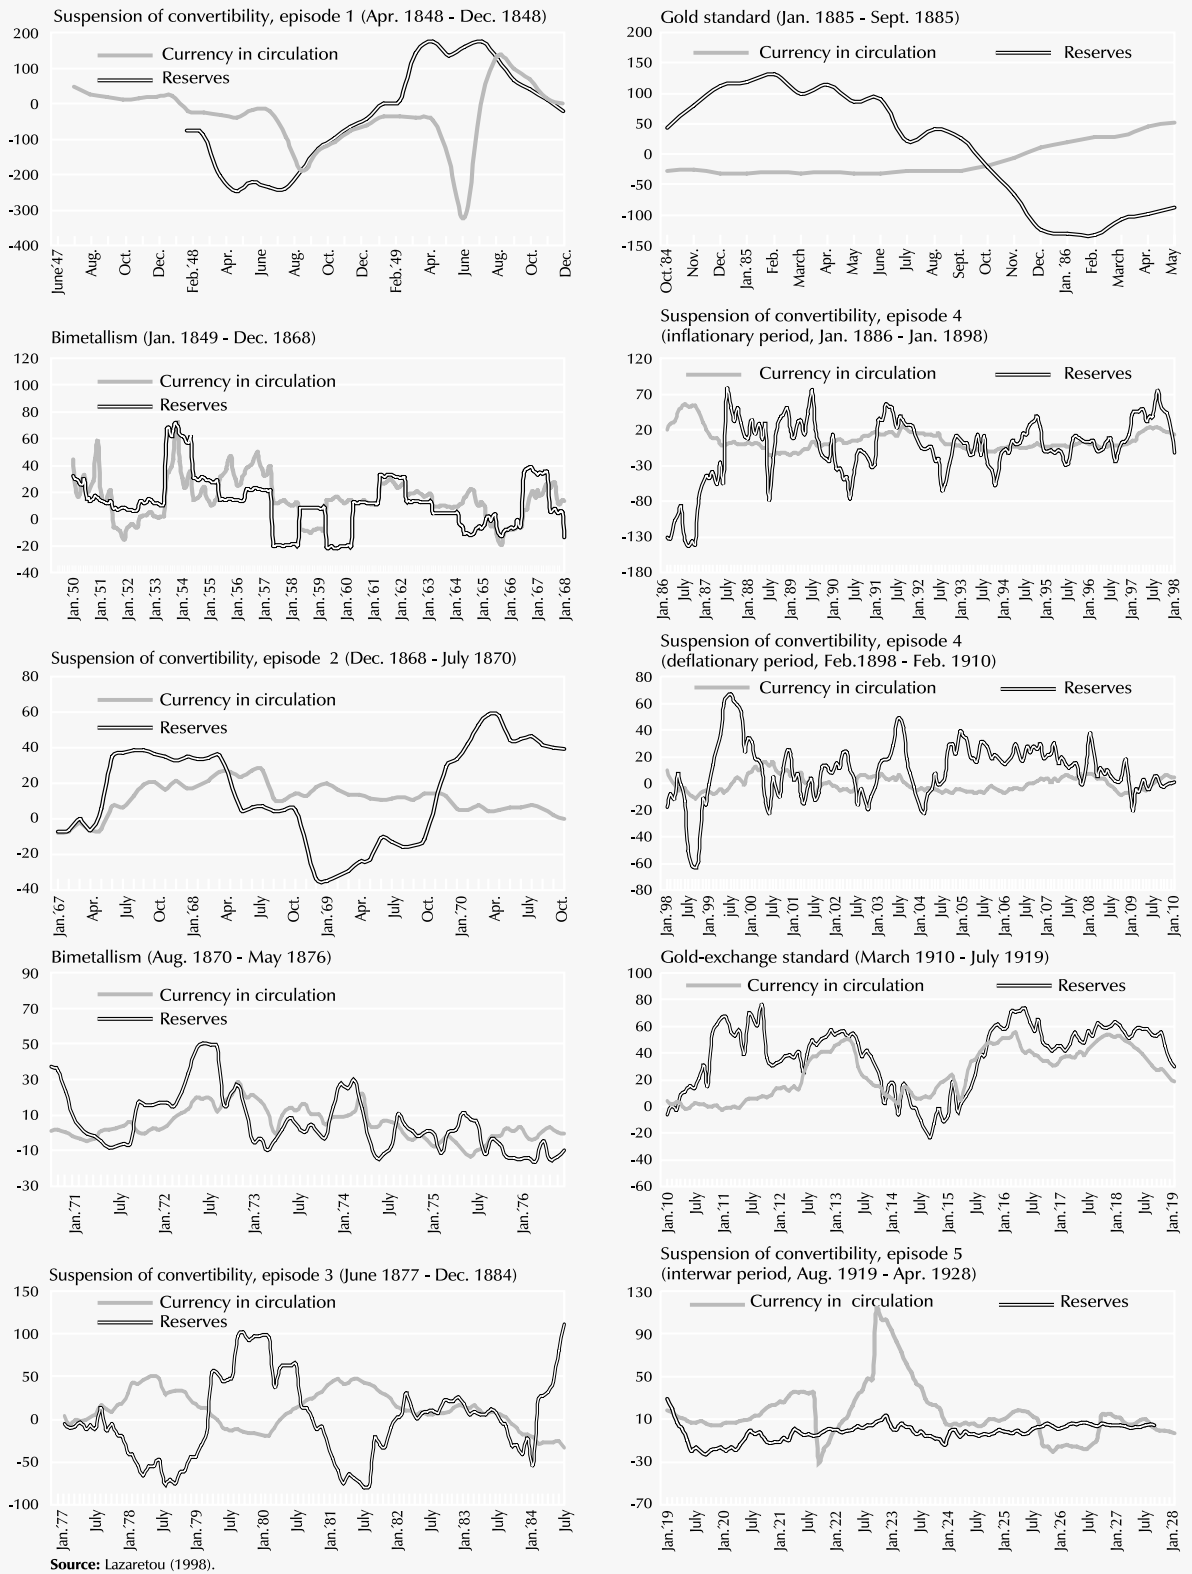 Suspension of convertibility, episode 1 (Apr. 1848 - Dec. 1848)
Currency in circulation
Reserves
200
100
0
-100
-200
-300
-400
June´47
Aug.
Oct.
Dec.
Feb.´48
Apr.
June
Aug.
Oct.
Dec.
Feb.´49
Apr.
June
Aug.
Oct.
Dec.
Bimetallism (Jan. 1849 - Dec. 1868)
Currency in circulation
Reserves
120
100
80
60
40
20
0
-20
-40
Jan.´50
Jan.´51
Jan.´52
Jan.´53
Jan.´54
Jan.´55
Jan.´56
Jan.´57
Jan.´58
Jan.´59
Jan.´60
Jan.´61
Jan.´62
Jan.´63
Jan.´64
Jan.´65
Jan.´66
Jan.´67
Jan.´68
Suspension of convertibility, episode 2 (Dec. 1868 - July 1870)
Currency in circulation
Reserves
80
60
40
20
0
-20
-40
Jan.´67
Apr.
July
Oct.
Jan.´68
Apr.
July
Oct.
Jan.´69
Apr.
July
Oct.
Jan.´70
Apr.
July
Oct.
Bimetallism (Aug. 1870 - May 1876)
Currency in circulation
Reserves
90
70
50
30
10
-10
-30
Jan.´71
July
Jan.´72
July
Jan.´73
July
Jan.´74
July
Jan.´75
July
Jan.´76
Suspension of convertibility, episode 3 (June 1877 - Dec. 1884)
Currency in circulation
Reserves
150
100
50
0
-50
-100
Jan.´77
July
Jan.´78
July
Jan.´79
July
Jan.´80
July
Jan.´81
July
Jan.´82
July
Jan.´83
July
Jan.´84
July
Source: Lazaretou (1998).
Gold standard (Jan. 1885 - Sept. 1885)
Currency in circulation
Reserves
200
150
100
50
0
-50
-100
-150
Oct.´84
Nov.
Dec.
Jan.´85
Feb.
March
Apr.
May
June
July
Aug.
Sept.
Oct.
Nov.
Dec.
Jan.´86
Feb.
March
Apr.
May
Suspension of convertibility, episode 4
(inflationary period, Jan. 1886 - Jan. 1898)
Currency in circulation
Reserves
120
70
20
-30
-80
-130
-180
Jan.´86
July
Jan.´87
July
Jan.´88
July
Jan.´89
July
Jan.´90
July
Jan.´91
July
Jan.´92
July
Jan.´93
July
Jan.´94
July
Jan.´95
July
Jan.´96
July
Jan.´97
July
Jan.´98
Suspension of convertibility, episode 4
(deflationary period, Feb.1898 - Feb. 1910)
Currency in circulation
Reserves
80
60
40
20
0
-20
-40
-60
-80
Jan.´98
July
Jan.´99
july
Jan.´00
July
Jan.´01
July
Jan.´02
July
Jan.´03
July
Jan.´04
July
Jan.´05
July
Jan.´06
July
Jan.´07
July
Jan.´08
July
Jan.´09
July
Jan.´10
Gold-exchange standard (March 1910 - July 1919)
Currency in circulation
Reserves
100
80
60
40
20
0
-20
-40
-60
Jan.´10
July
Jan.´11
July
Jan.´12
July
Jan.´13
July
Jan.´14
July
Jan.´15
July
Jan.´16
July
Jan.´17
July
Jan.´18
July
Jan.´19
Suspension of convertibility, episode 5
(interwar period, Aug. 1919 - Apr. 1928)
Currency in circulation
Reserves
130
90
50
10
-30
-70
Jan.´19
July
Jan.´20
July
Jan.´21
July
Jan.´22
July
Jan.´23
July
Jan.´24
July
Jan.´25
July
Jan.´26
July
Jan.´27
July
Jan.´28